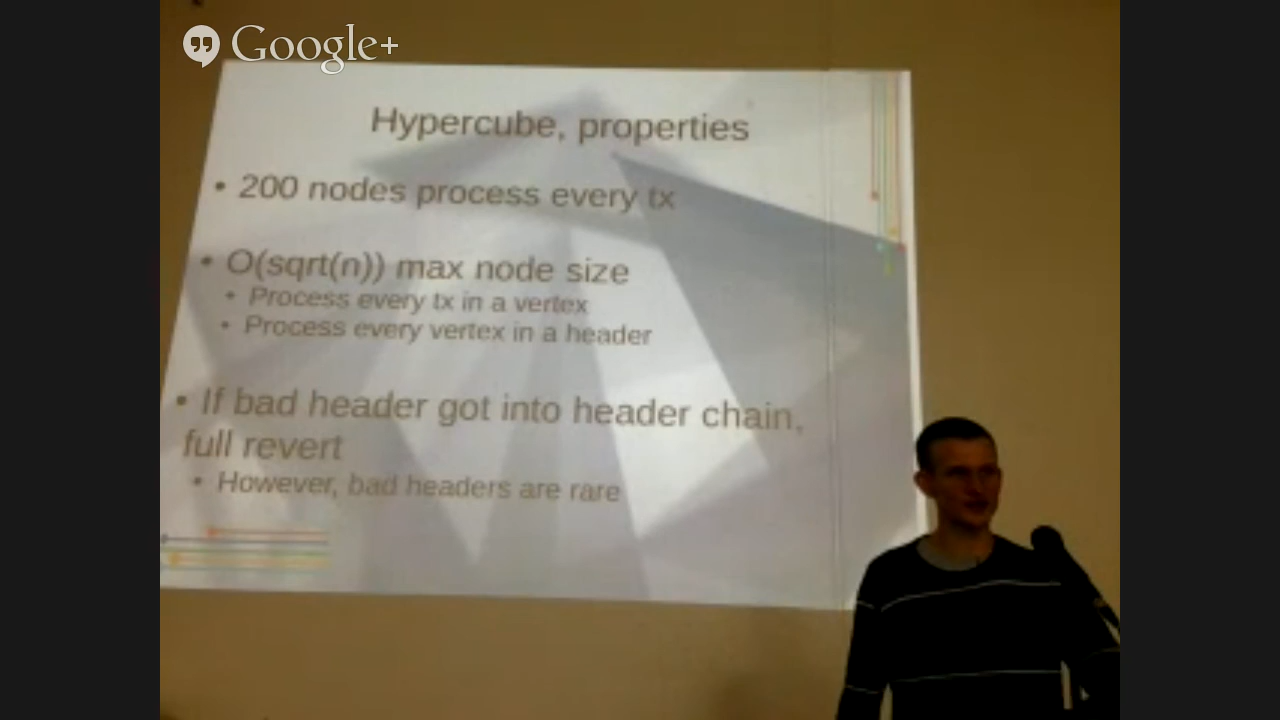 Google+
Hypercube, properties
• 200 nodes process every tx
• O(sqrt(n)) max node size
• Process every tx in a vertex
• Process every vertex in a header
• If bad header got into header chain,
full revert
• However, bad headers are rare